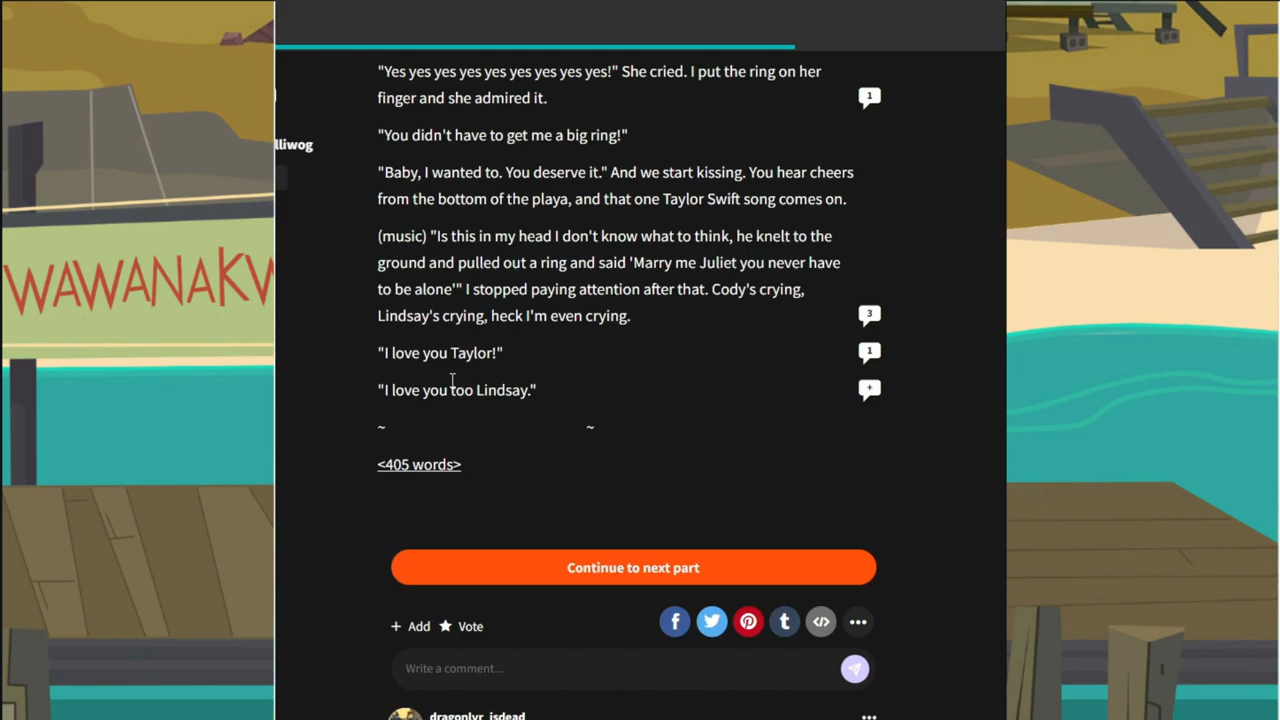 "Yes yes yes yes yes yes yes yes yes!" She cried. I put the ring on her
finger and she admired it.
1
lliwog
"You didn't have to get me a big ring!"
"Baby, I wanted to. You deserve it." And we start kissing. You hear cheers
from the bottom of the playa, and that one Taylor Swift song comes on.
(music) "Is this in my head I don't know what to think, he knelt to the
ground and pulled out a ring and said 'Marry me Juliet you never have
to be alone'" I stopped paying attention after that. Cody's crying,
Lindsay's crying, heck I'm even crying.
3
WAWANAKW
"I love you Taylor!"
1
"I love you too Lindsay."
+
~ ~
<405 words>
Continue to next part
+ Add ★ Vote
f
t
</>
•••
Write a comment...
dragonlvr_isdead
•••